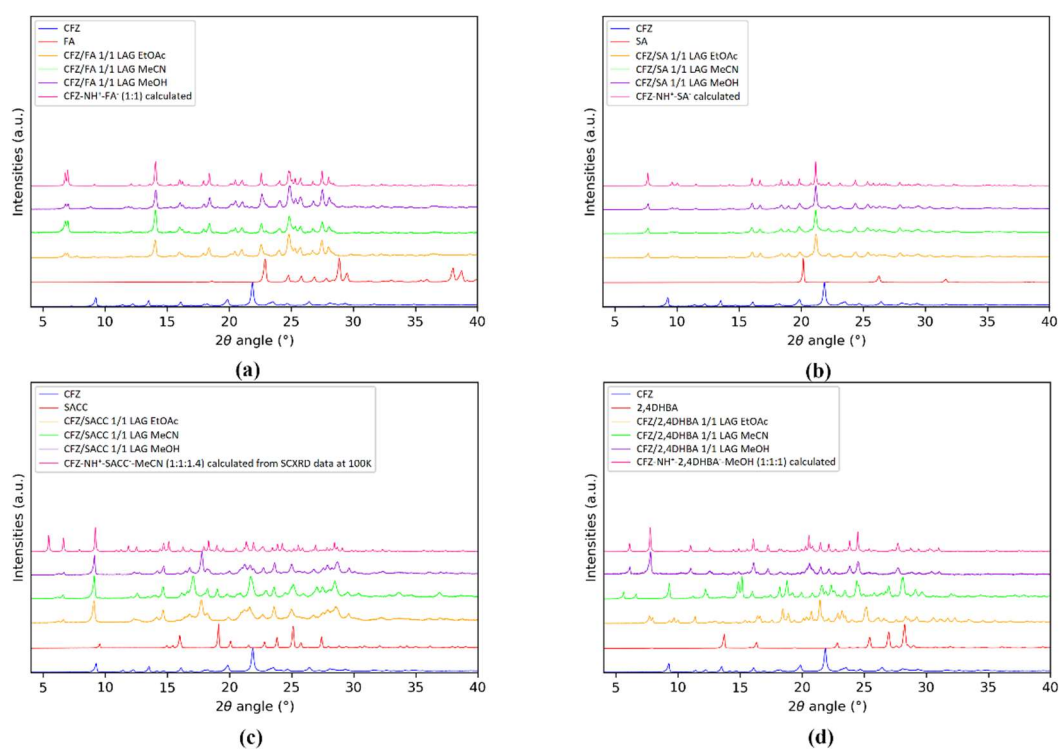 CFZ
FA
CFZ/FA 1/1 LAG EtOAc
CFZ/FA 1/1 LAG MeCN
CFZ/FA 1/1 LAG MeOH
CFZ-NH⁺-FA⁻ (1:1) calculated
Intensities (a.u.)
5 10 15 20 25 30 35 40
2θ angle (°)
(a)
CFZ
SA
CFZ/SA 1/1 LAG EtOAc
CFZ/SA 1/1 LAG MeCN
CFZ/SA 1/1 LAG MeOH
CFZ-NH⁺-SA⁻ calculated
Intensities (a.u.)
5 10 15 20 25 30 35 40
2θ angle (°)
(b)
CFZ
SACC
CFZ/SACC 1/1 LAG EtOAc
CFZ/SACC 1/1 LAG MeCN
CFZ/SACC 1/1 LAG MeOH
CFZ-NH⁺-SACC⁻-MeCN (1:1:1.4) calculated from SCXRD data at 100K
Intensities (a.u.)
5 10 15 20 25 30 35 40
2θ angle (°)
(c)
CFZ
2,4DHBA
CFZ/2,4DHBA 1/1 LAG EtOAc
CFZ/2,4DHBA 1/1 LAG MeCN
CFZ/2,4DHBA 1/1 LAG MeOH
CFZ-NH⁺-2,4DHBA⁻-MeOH (1:1:1) calculated
Intensities (a.u.)
5 10 15 20 25 30 35 40
2θ angle (°)
(d)